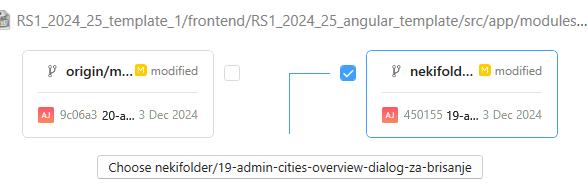 RS1_2024_25_template_1/frontend/RS1_2024_25_angular_template/src/app/modules...
origin/m... M modified
nekifold... M modified
AJ 9c06a3 20-a... 3 Dec 2024
AJ 450155 19-a... 3 Dec 2024
Choose nekifolder/19-admin-cities-overview-dialog-za-brisanje